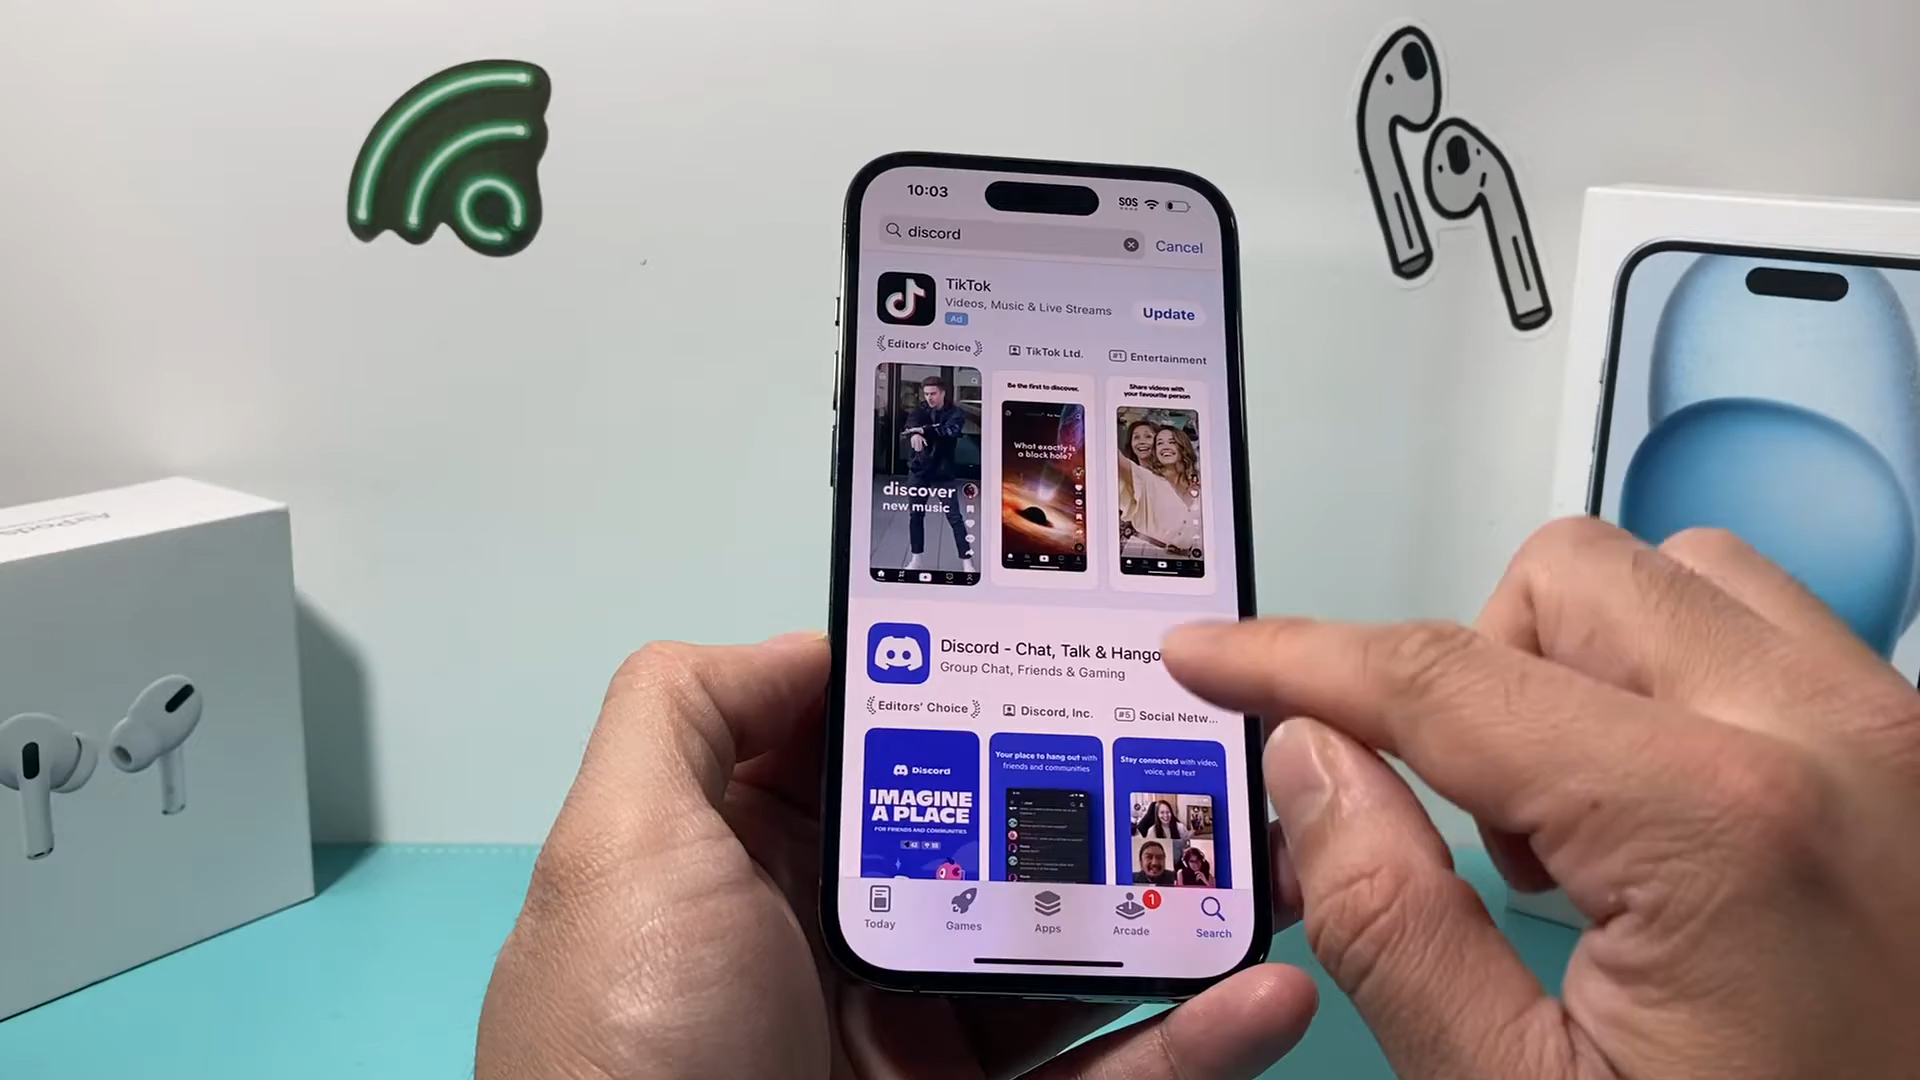 10:03
SOS
discord
Cancel
TikTok
Videos, Music & Live Streams
Ad
Update
Editors' Choice
TikTok Ltd.
#1 Entertainment
Be the first to discover.
Share videos with
your favourite person
What exactly is
a black hole?
discover
new music
Discord - Chat, Talk & Hango
Group Chat, Friends & Gaming
Editors' Choice
Discord, Inc.
#5 Social Netw...
Discord
IMAGINE
A PLACE
FOR FRIENDS AND COMMUNITIES
Your place to hang out with
friends and communities
Stay connected with video,
voice, and text
Today
Games
Apps
Arcade
1
Search
AirPods